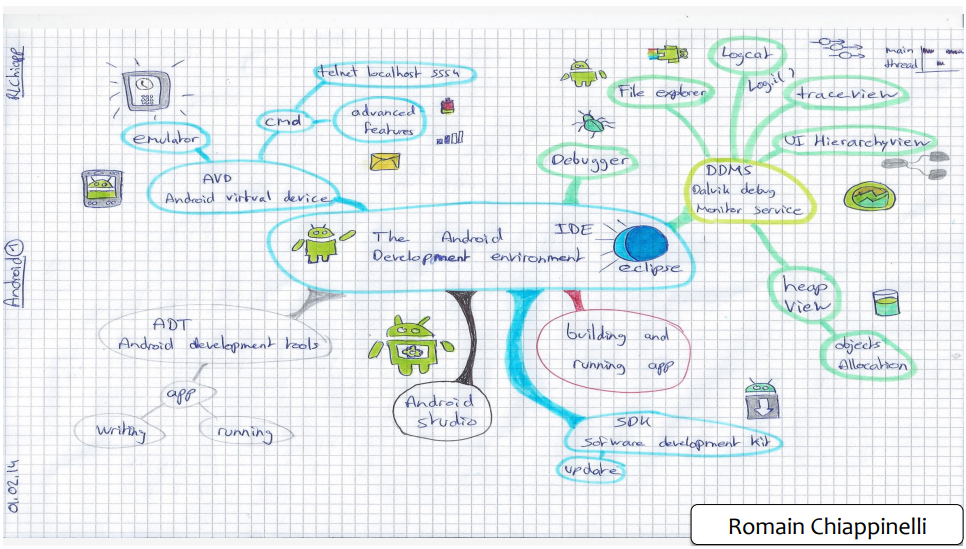 RLChiapp
Android 1
01.02.14
telnet localhost 5554
cmd
advanced
features
emulator
AVD
Android virtual device
File explorer
Logcat
Log.i()
traceview
main
thread
UI Hierarchyview
Debugger
DDMS
Dalvik debug
Monitor service
The Android
Development environment
IDE
eclipse
heap
View
objects
Allocation
ADT
Android development tools
app
writing
running
Android
studio
building and
running app
SDK
Software development kit
update
Romain Chiappinelli